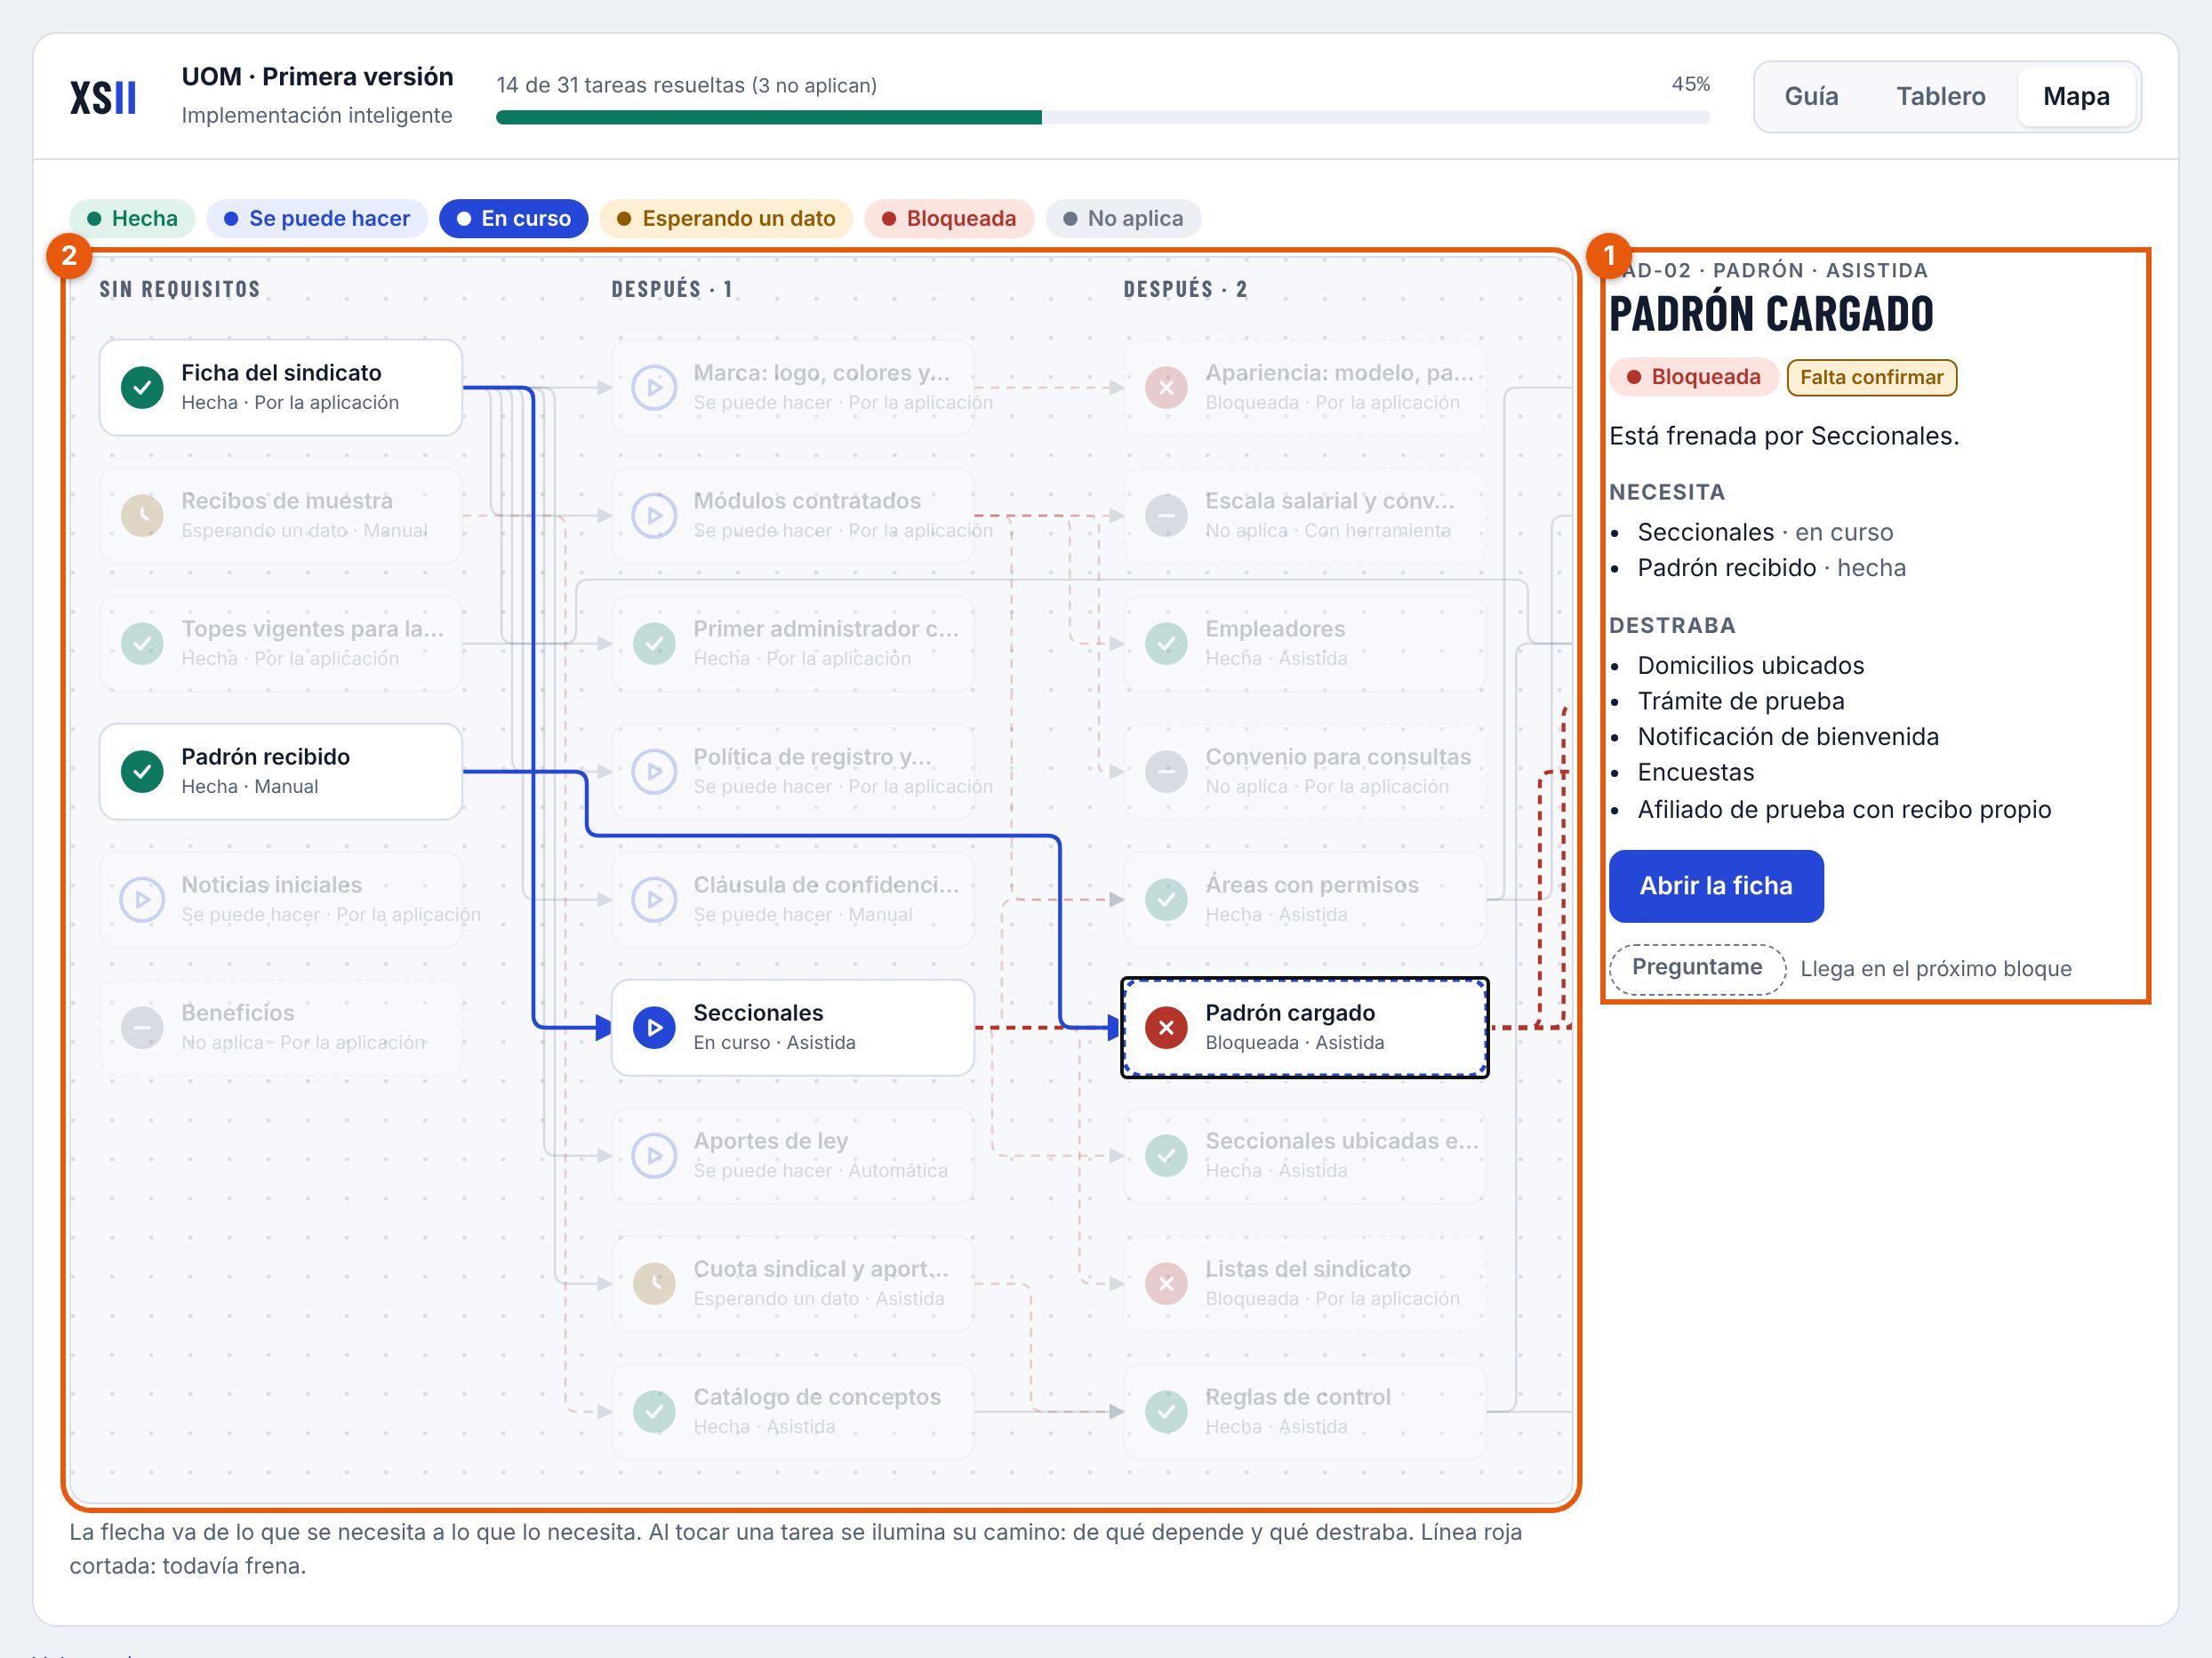 XSII
UOM · Primera versión
Implementación inteligente
14 de 31 tareas resueltas (3 no aplican)
45%
Guía
Tablero
Mapa
Hecha
Se puede hacer
En curso
Esperando un dato
Bloqueada
No aplica
2
SIN REQUISITOS
Ficha del sindicato
Hecha · Por la aplicación
Recibos de muestra
Esperando un dato · Manual
Topes vigentes para la...
Hecha · Por la aplicación
Padrón recibido
Hecha · Manual
Noticias iniciales
Se puede hacer · Por la aplicación
Beneficios
No aplica · Por la aplicación
DESPUÉS · 1
Marca: logo, colores y...
Se puede hacer · Por la aplicación
Módulos contratados
Se puede hacer · Por la aplicación
Primer administrador c...
Hecha · Por la aplicación
Política de registro y...
Se puede hacer · Por la aplicación
Cláusula de confidenci...
Se puede hacer · Manual
Seccionales
En curso · Asistida
Aportes de ley
Se puede hacer · Automática
Cuota sindical y aport...
Esperando un dato · Asistida
Catálogo de conceptos
Hecha · Asistida
DESPUÉS · 2
Apariencia: modelo, pa...
Bloqueada · Por la aplicación
Escala salarial y conv...
No aplica · Con herramienta
Empleadores
Hecha · Asistida
Convenio para consultas
No aplica · Por la aplicación
Áreas con permisos
Hecha · Asistida
Padrón cargado
Bloqueada · Asistida
Seccionales ubicadas e...
Hecha · Asistida
Listas del sindicato
Bloqueada · Por la aplicación
Reglas de control
Hecha · Asistida
1
AD-02 · PADRÓN · ASISTIDA
PADRÓN CARGADO
Bloqueada
Falta confirmar
Está frenada por Seccionales.
NECESITA
• Seccionales · en curso
• Padrón recibido · hecha
DESTRABA
• Domicilios ubicados
• Trámite de prueba
• Notificación de bienvenida
• Encuestas
• Afiliado de prueba con recibo propio
Abrir la ficha
Preguntame
Llega en el próximo bloque
La flecha va de lo que se necesita a lo que lo necesita. Al tocar una tarea se ilumina su camino: de qué depende y qué destraba. Línea roja
cortada: todavía frena.